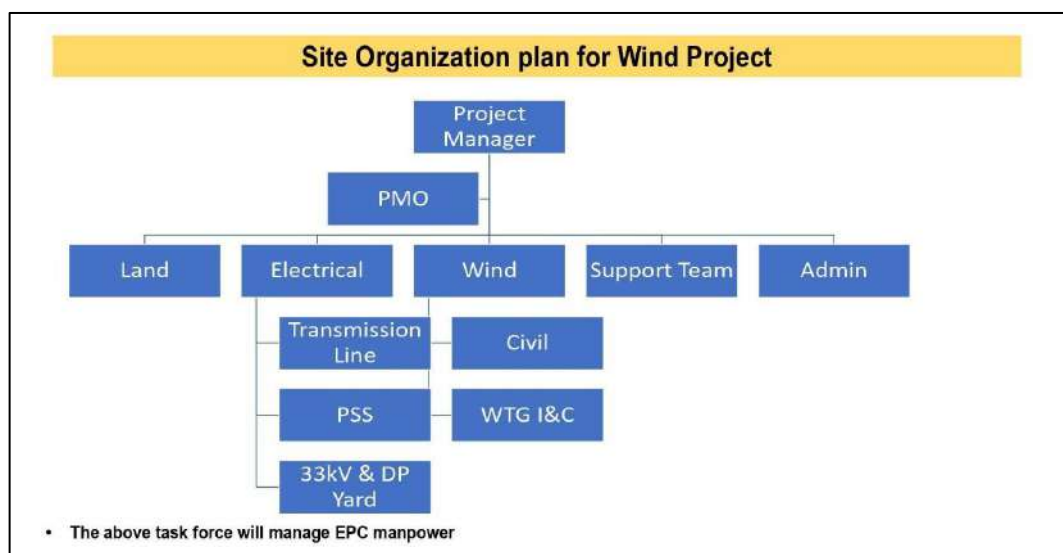 Site Organization plan for Wind Project
Project
Manager
PMO
Land
Electrical
Wind
Support Team
Admin
Transmission
Line
Civil
PSS
WTG I&C
33kV & DP
Yard
• The above task force will manage EPC manpower